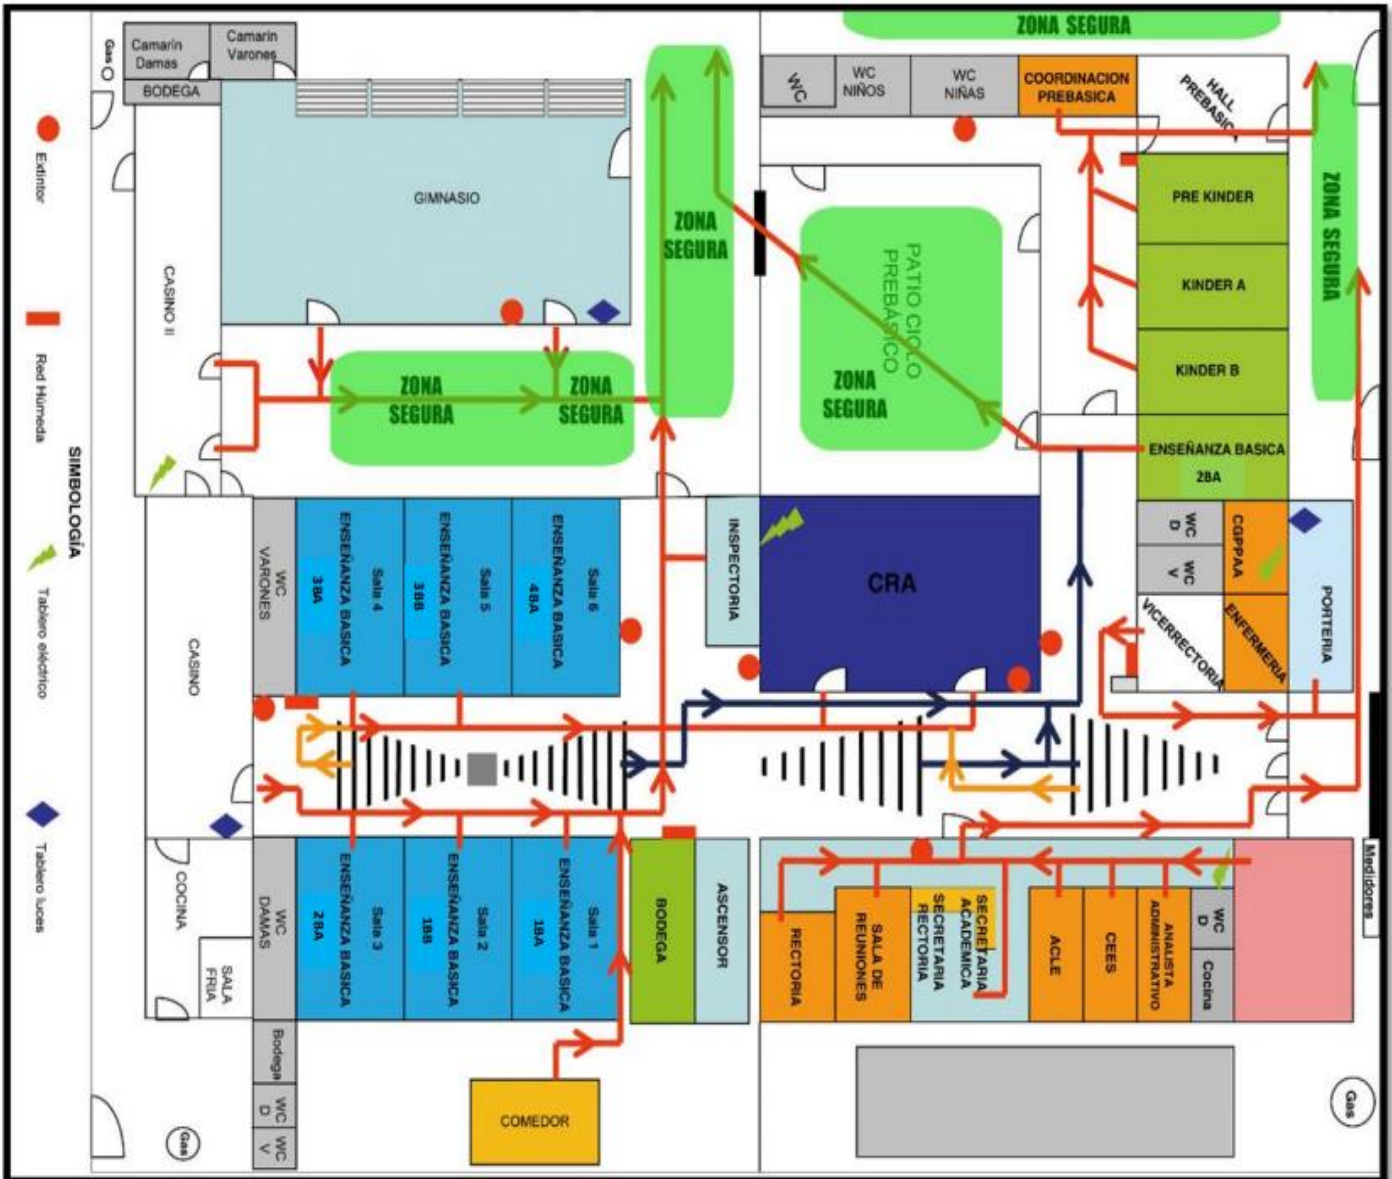 ZONA SEGURA
Gas
Camarín
Damas
Camarín
Varones
BODEGA
WC
WC
NIÑOS
WC
NIÑAS
COORDINACION
PREBASICA
HALL
PREBASIC
Extintor
GIMNASIO
ZONA
SEGURA
PATIO CICLO
PREBÁSICO
ZONA
SEGURA
PRE KINDER
KINDER A
KINDER B
ZONA SEGURA
CASINO II
ZONA
SEGURA
ZONA
SEGURA
Red Húmeda
SIMBOLOGÍA
Tablero eléctrico
Tablero luces
ENSEÑANZA BASICA
2BA
WC
VARONES
Sala 4
ENSEÑANZA BASICA
3BA
Sala 5
ENSEÑANZA BASICA
3BB
Sala 6
ENSEÑANZA BASICA
4BA
INSPECTORIA
CRA
WC
D
WC
V
CGPPAA
PORTERIA
VICERRECTORIA
ENFERMERIA
CASINO
COCINA
SALA
FRIA
WC
DAMAS
Sala 3
ENSEÑANZA BASICA
2BA
Sala 2
ENSEÑANZA BASICA
1BB
Sala 1
ENSEÑANZA BASICA
1BA
BODEGA
ASCENSOR
RECTORIA
SALA DE
REUNIONES
SECRETARIA
RECTORIA
SECRETARIA
ACADEMICA
ACLE
CEES
ANALISTA
ADMINISTRATIVO
WC
D
Cocina
Medidores
Bodega
WC
D
WC
V
Gas
COMEDOR
Gas